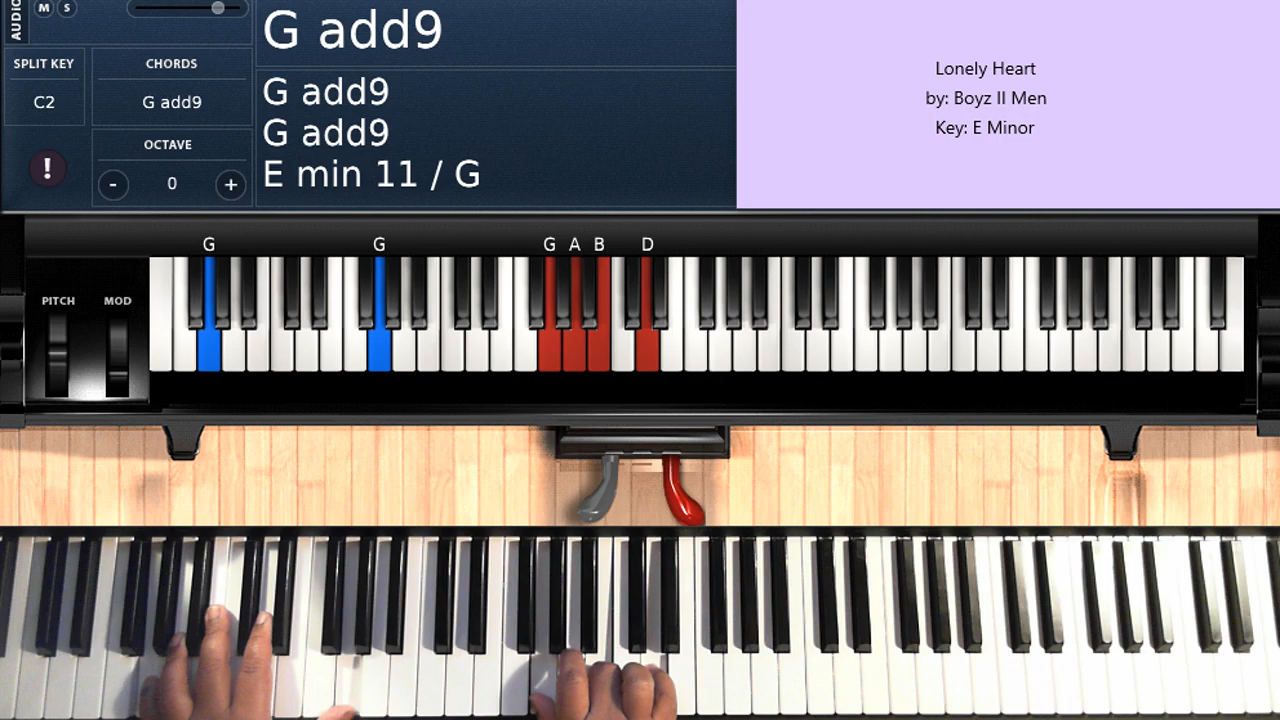 AUDIO
M S
G add9
SPLIT KEY
CHORDS
C2
G add9
G add9
G add9
OCTAVE
!
E min 11 / G
- 0 +
Lonely Heart
by: Boyz II Men
Key: E Minor
G G G A B D
PITCH MOD